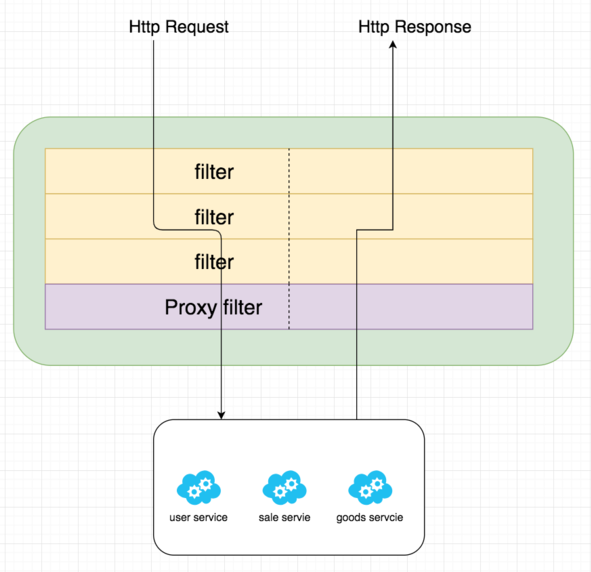 Http Request
Http Response
filter
filter
filter
Proxy filter
user service
sale servie
goods servcie